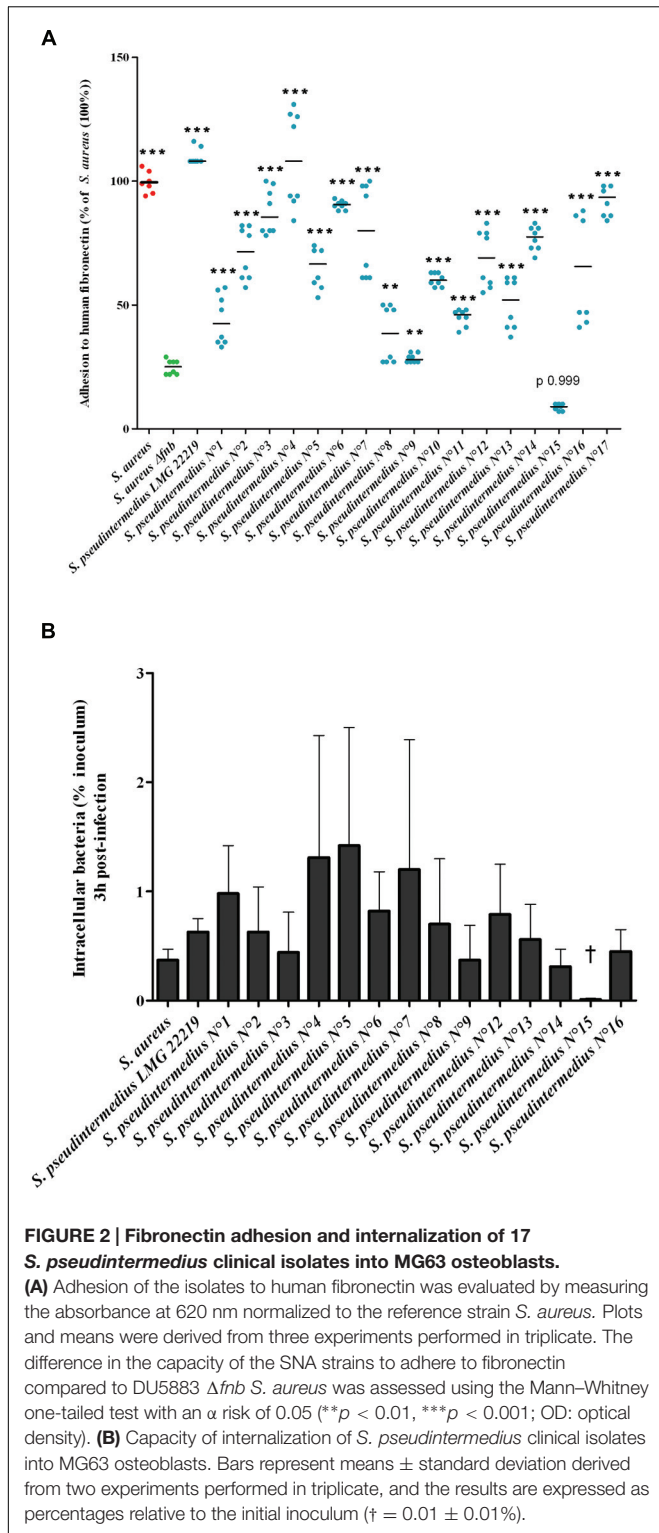 A
Adhesion to human fibronectin (% of S. aureus (100%))
150
100
50
0
***
***
***
***
***
***
***
***
***
**
**
***
***
***
***
***
p 0.999
***
***
S. aureus
S. aureus Δfnb
S. pseudintermedius LMG 22219
S. pseudintermedius N°1
S. pseudintermedius N°2
S. pseudintermedius N°3
S. pseudintermedius N°4
S. pseudintermedius N°5
S. pseudintermedius N°6
S. pseudintermedius N°7
S. pseudintermedius N°8
S. pseudintermedius N°9
S. pseudintermedius N°10
S. pseudintermedius N°11
S. pseudintermedius N°12
S. pseudintermedius N°13
S. pseudintermedius N°14
S. pseudintermedius N°15
S. pseudintermedius N°16
S. pseudintermedius N°17
B
Intracellular bacteria (% inoculum)
3h post-infection
3
2
1
0
†
S. aureus
S. pseudintermedius LMG 22219
S. pseudintermedius N°1
S. pseudintermedius N°2
S. pseudintermedius N°3
S. pseudintermedius N°4
S. pseudintermedius N°5
S. pseudintermedius N°6
S. pseudintermedius N°7
S. pseudintermedius N°8
S. pseudintermedius N°9
S. pseudintermedius N°12
S. pseudintermedius N°13
S. pseudintermedius N°14
S. pseudintermedius N°15
S. pseudintermedius N°16
FIGURE 2 | Fibronectin adhesion and internalization of 17
S. pseudintermedius clinical isolates into MG63 osteoblasts.
(A) Adhesion of the isolates to human fibronectin was evaluated by measuring
the absorbance at 620 nm normalized to the reference strain S. aureus. Plots
and means were derived from three experiments performed in triplicate. The
difference in the capacity of the SNA strains to adhere to fibronectin
compared to DU5883 Δfnb S. aureus was assessed using the Mann–Whitney
one-tailed test with an α risk of 0.05 (**p < 0.01, ***p < 0.001; OD: optical
density). (B) Capacity of internalization of S. pseudintermedius clinical isolates
into MG63 osteoblasts. Bars represent means ± standard deviation derived
from two experiments performed in triplicate, and the results are expressed as
percentages relative to the initial inoculum († = 0.01 ± 0.01%).